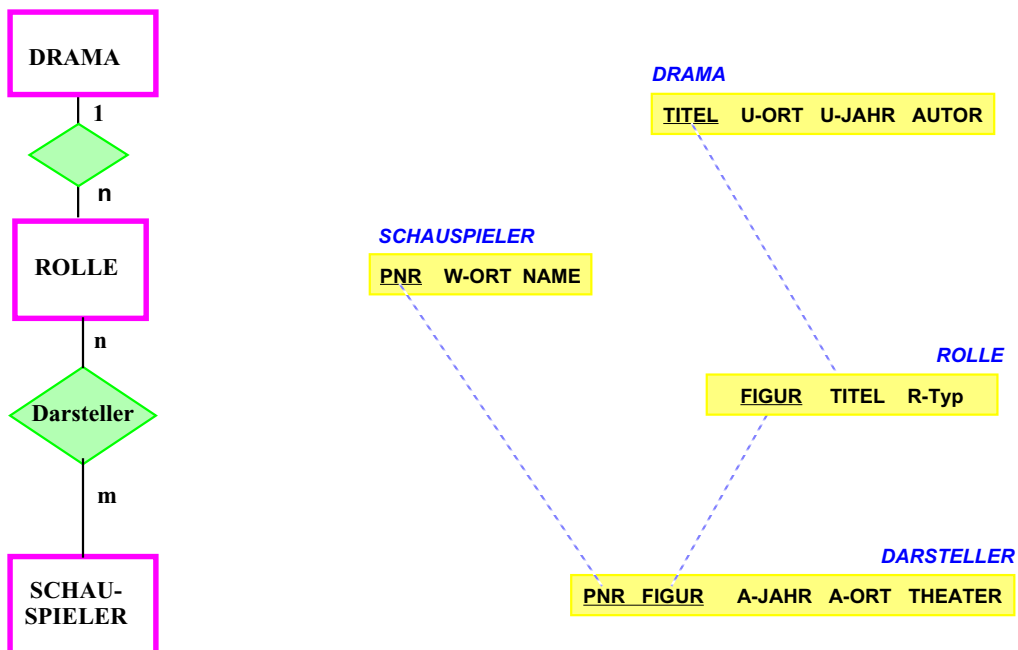 DRAMA
1
n
ROLLE
n
Darsteller
m
SCHAU-
SPIELER
DRAMA
TITEL U-ORT U-JAHR AUTOR
SCHAUSPIELER
PNR W-ORT NAME
ROLLE
FIGUR TITEL R-Typ
DARSTELLER
PNR FIGUR A-JAHR A-ORT THEATER